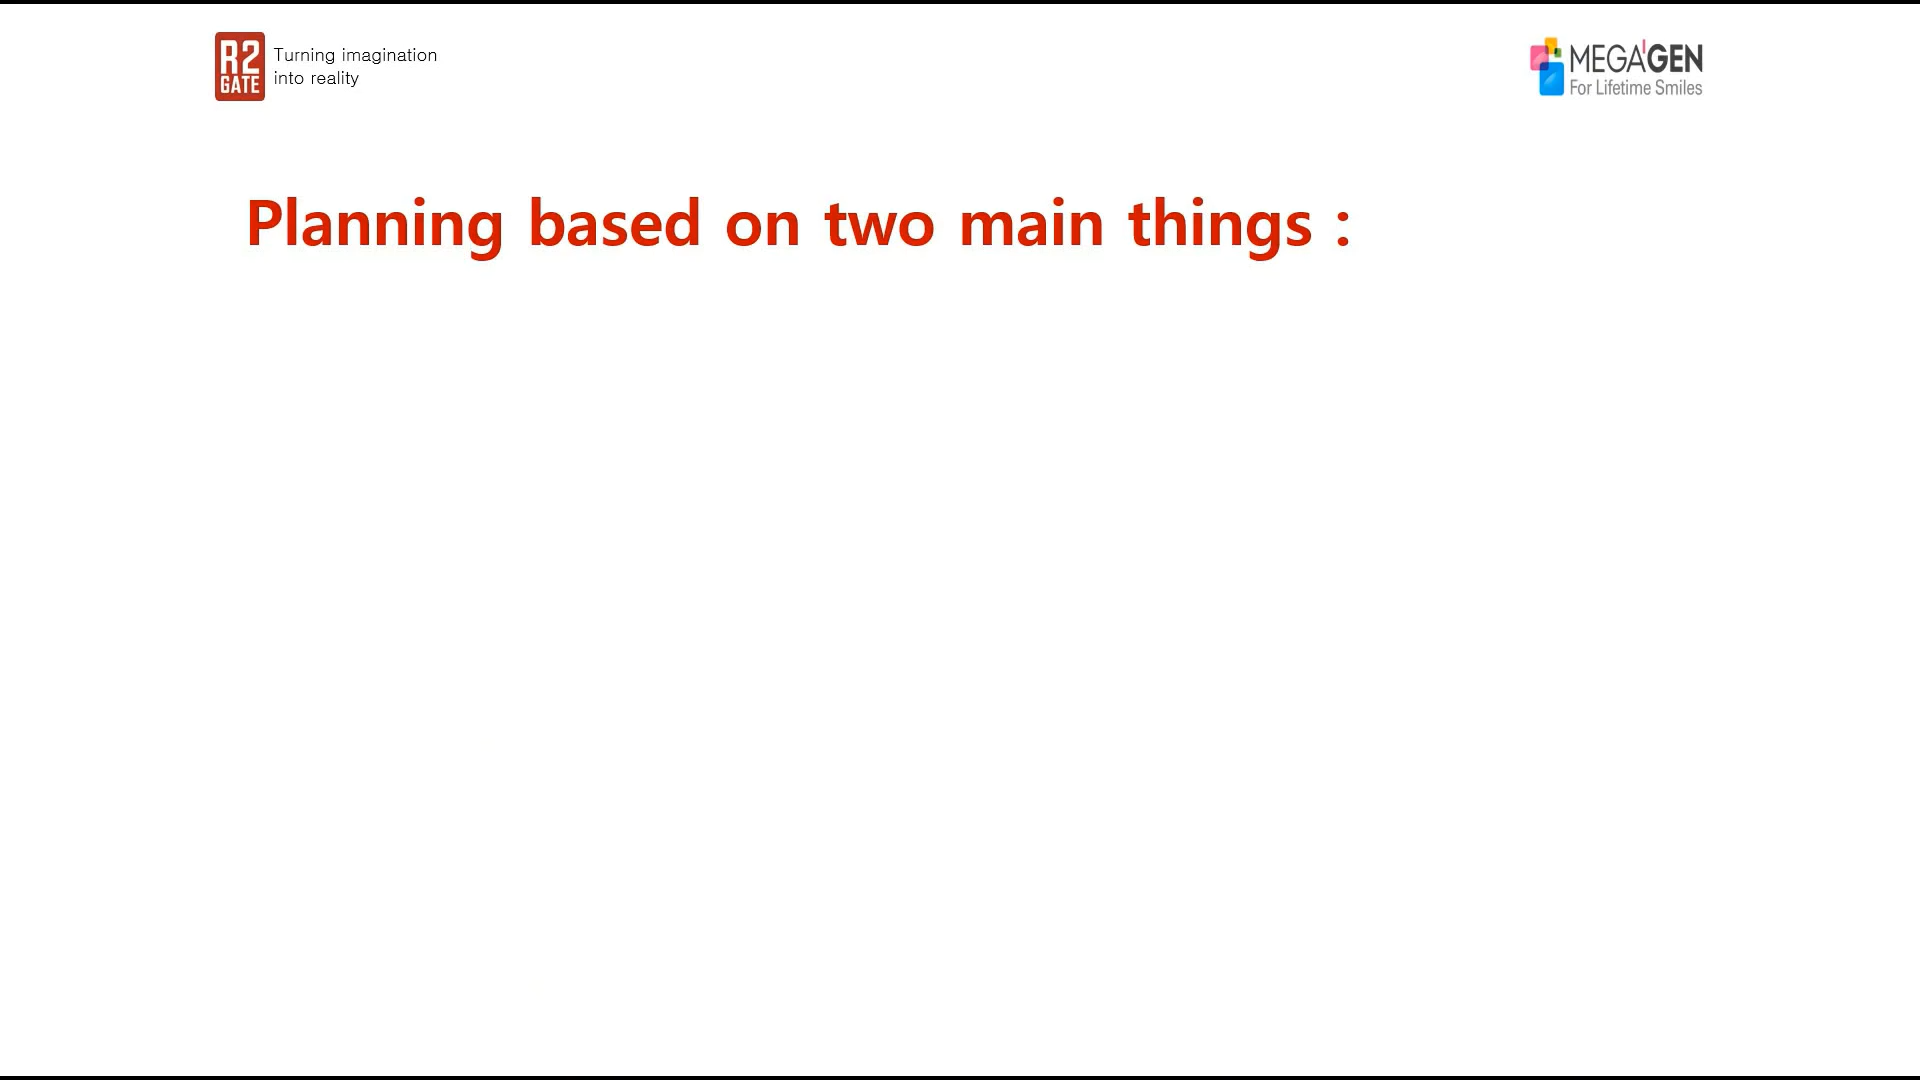 R2
GATE
Turning imagination
into reality
MEGA'GEN
For Lifetime Smiles
Planning based on two main things :